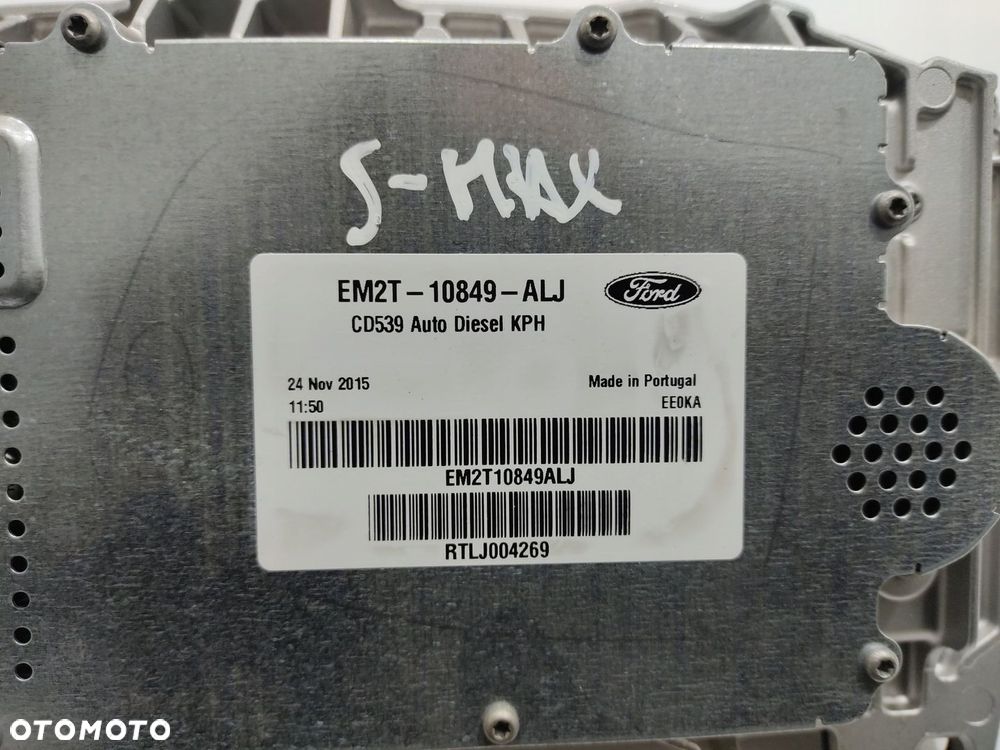 S-MAX
EM2T-10849-ALJ
Ford
CD539 Auto Diesel KPH
24 Nov 2015
Made in Portugal
11:50
EE0KA
EM2T10849ALJ
RTLJ004269
OTOMOTO